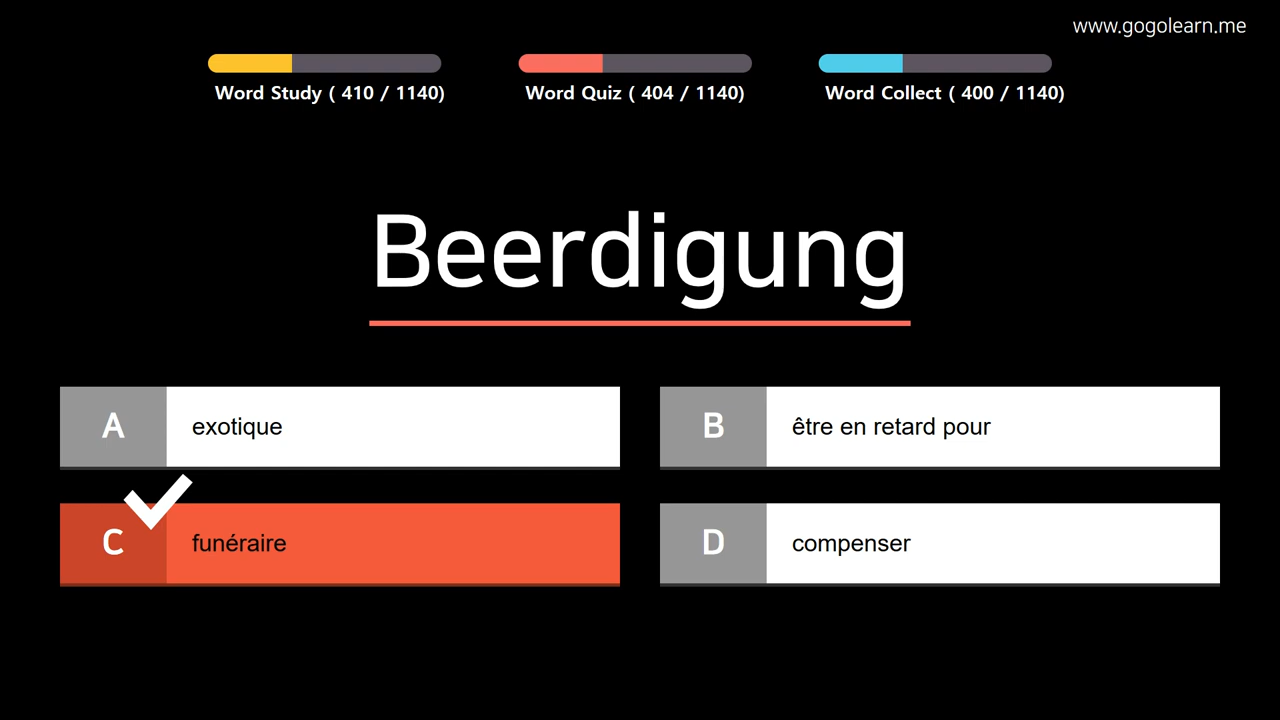 www.gogolearn.me
Word Study ( 410 / 1140)
Word Quiz ( 404 / 1140)
Word Collect ( 400 / 1140)
Beerdigung
A exotique
B être en retard pour
C funéraire
D compenser